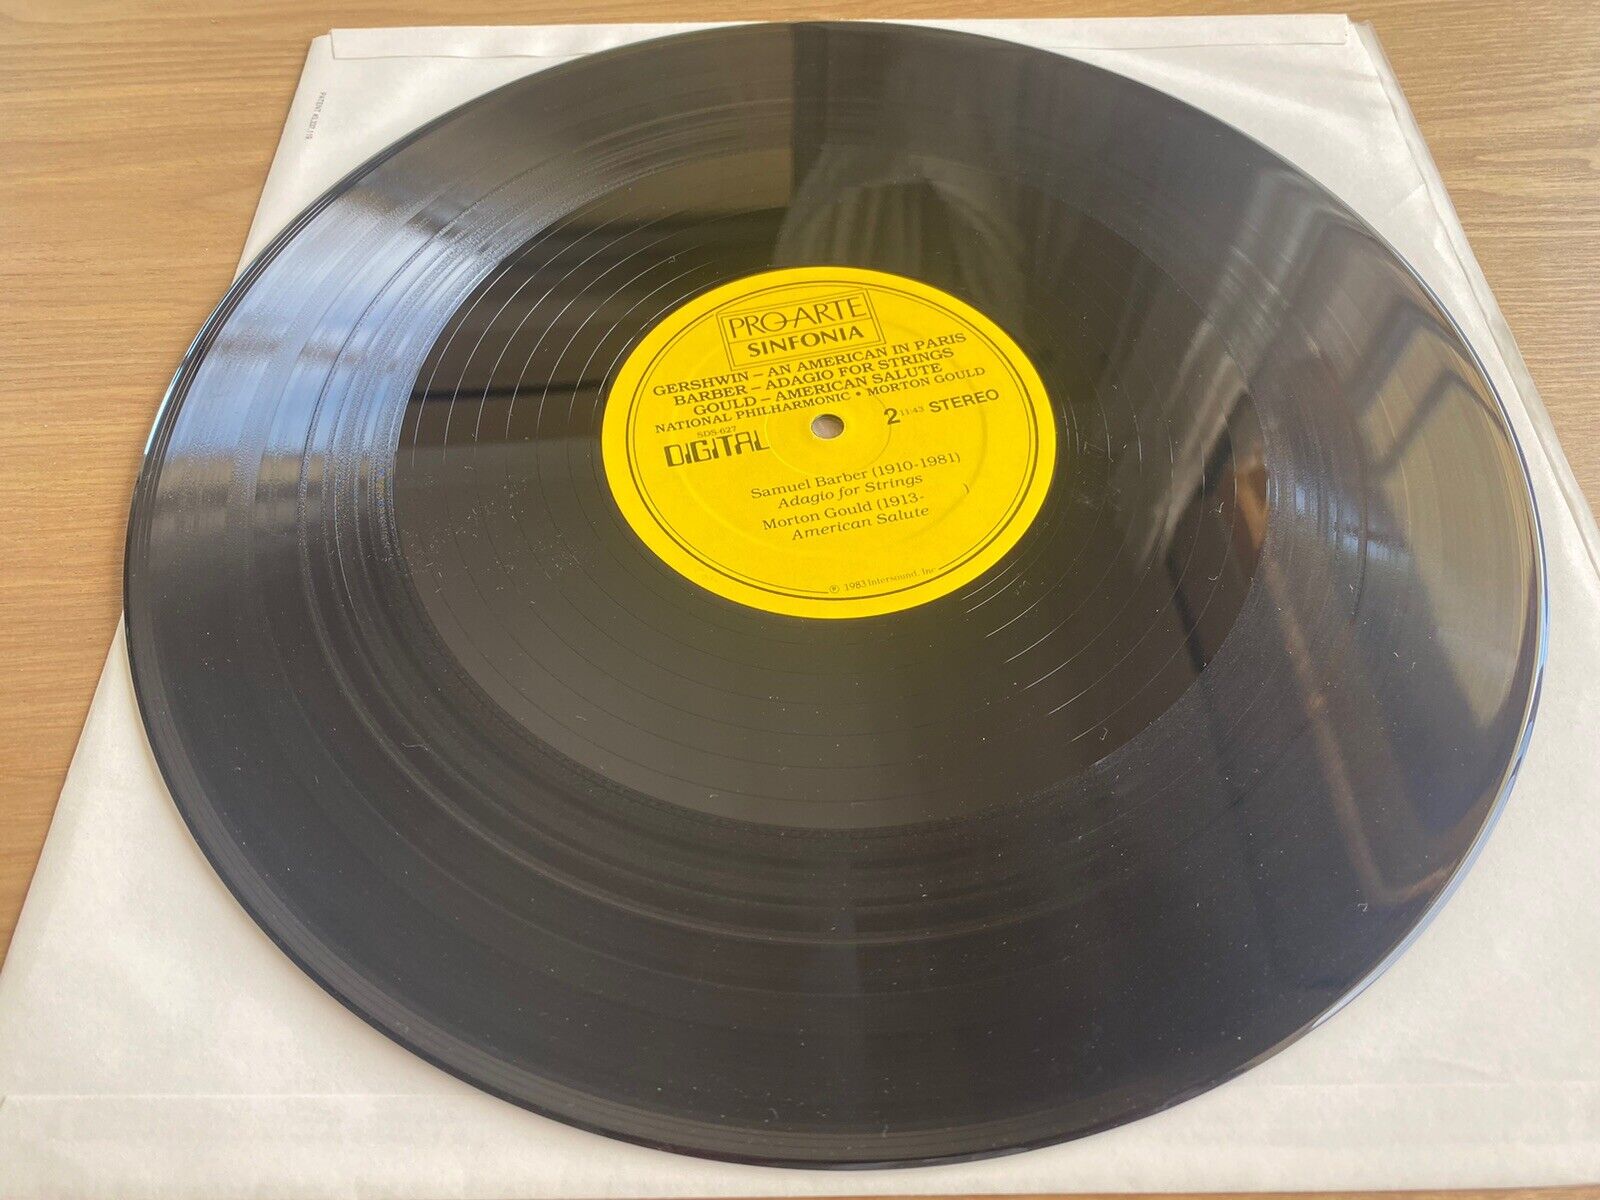 PRO-ARTE
SINFONIA
GERSHWIN – AN AMERICAN IN PARIS
BARBER – ADAGIO FOR STRINGS
GOULD – AMERICAN SALUTE
NATIONAL PHILHARMONIC • MORTON GOULD
SDS-627
DIGITAL
2 11:43 STEREO
Samuel Barber (1910-1981)
Adagio for Strings
Morton Gould (1913- )
American Salute
℗ 1983 Intersound, Inc.
PATENT